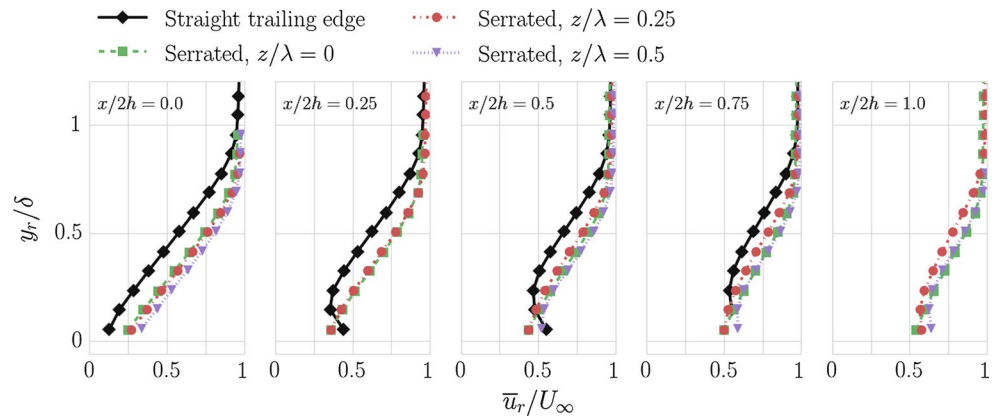 Straight trailing edge
Serrated, z/λ = 0.25
Serrated, z/λ = 0
Serrated, z/λ = 0.5
x/2h = 0.0
x/2h = 0.25
x/2h = 0.5
x/2h = 0.75
x/2h = 1.0
1
0.5
0
y_r/δ
0 0.5 1
0 0.5 1
0 0.5 1
0 0.5 1
0 0.5 1
u̅_r/U_∞